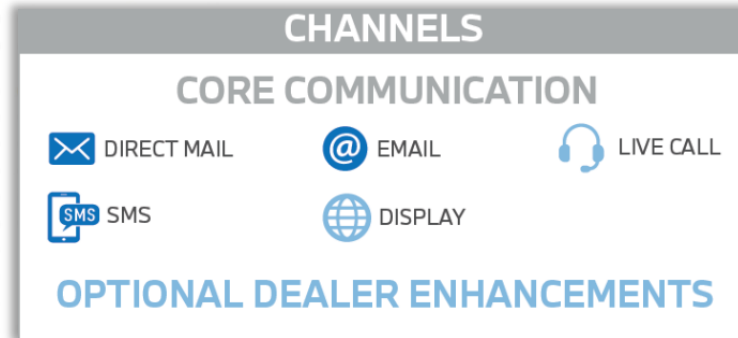 CHANNELS
CORE COMMUNICATION
DIRECT MAIL
@ EMAIL
LIVE CALL
SMS SMS
DISPLAY
OPTIONAL DEALER ENHANCEMENTS